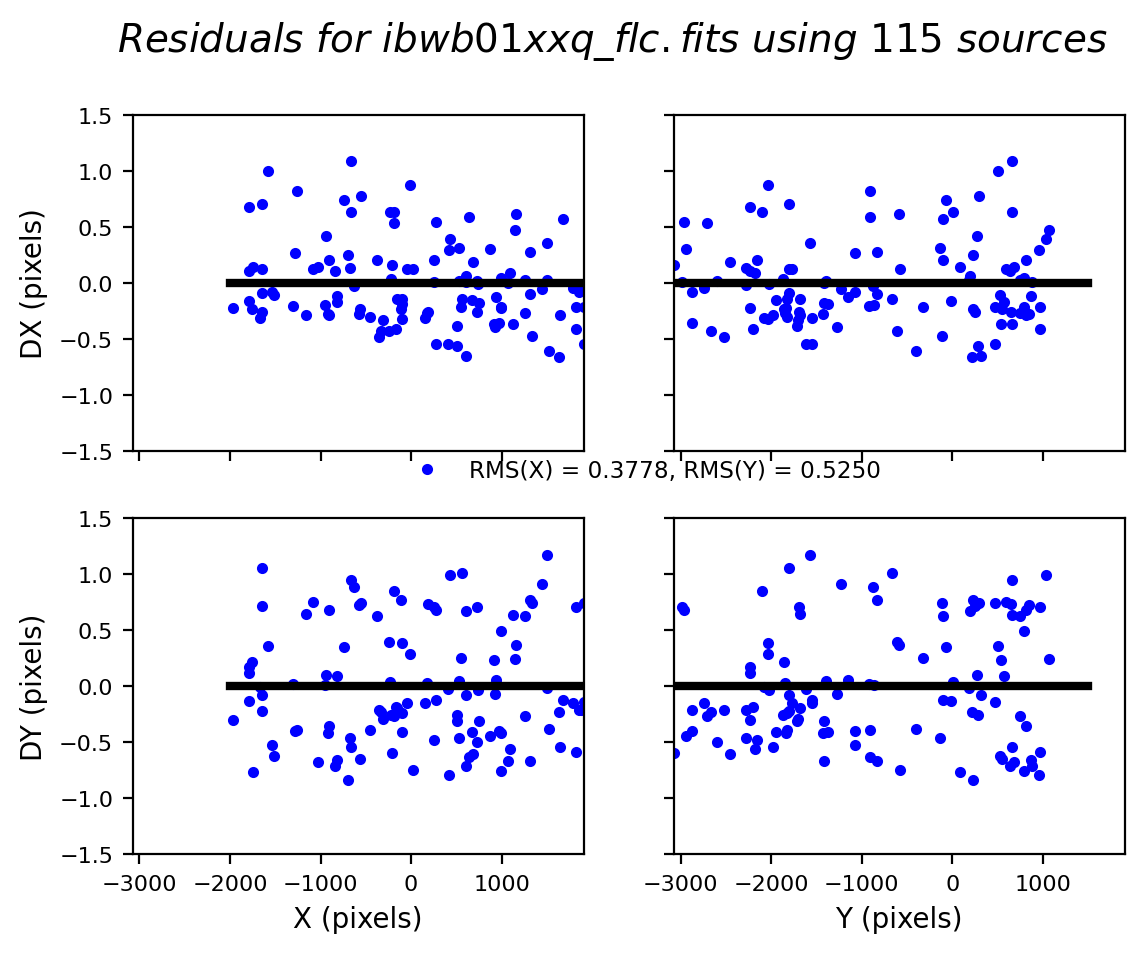 Residuals for ibwb01xxq_flc.fits using 115 sources
1.5
1.0
0.5
0.0
−0.5
−1.0
−1.5
DX (pixels)
RMS(X) = 0.3778, RMS(Y) = 0.5250
1.5
1.0
0.5
0.0
−0.5
−1.0
−1.5
DY (pixels)
−3000 −2000 −1000 0 1000
−3000 −2000 −1000 0 1000
X (pixels)
Y (pixels)